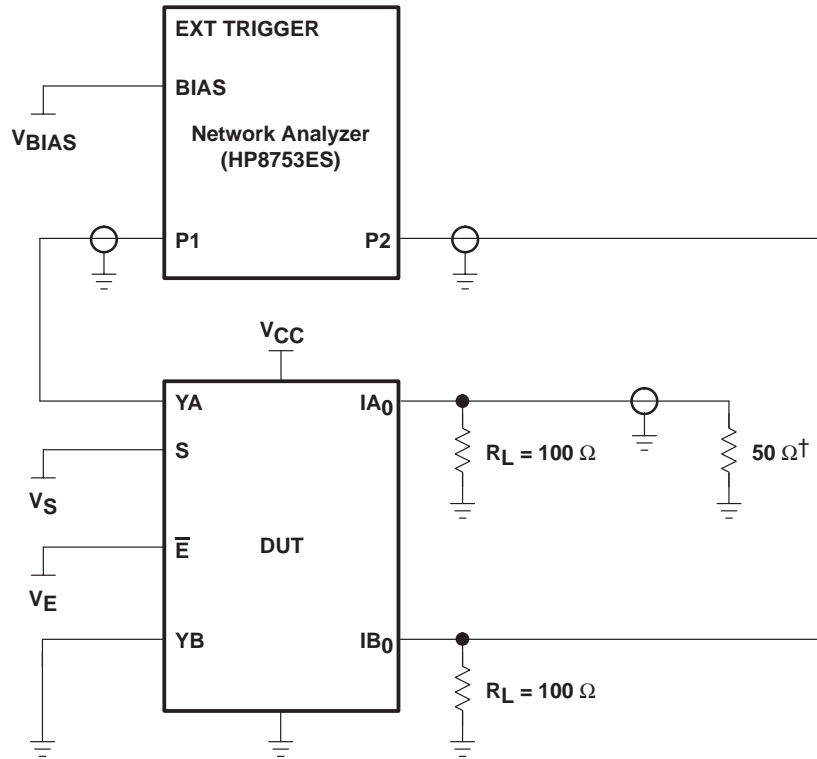 EXT TRIGGER
BIAS
VBIAS
Network Analyzer
(HP8753ES)
P1 P2
VCC
YA IA0
S RL = 100 Ω 50 Ω†
VS
E̅ DUT
VE
YB IB0
RL = 100 Ω